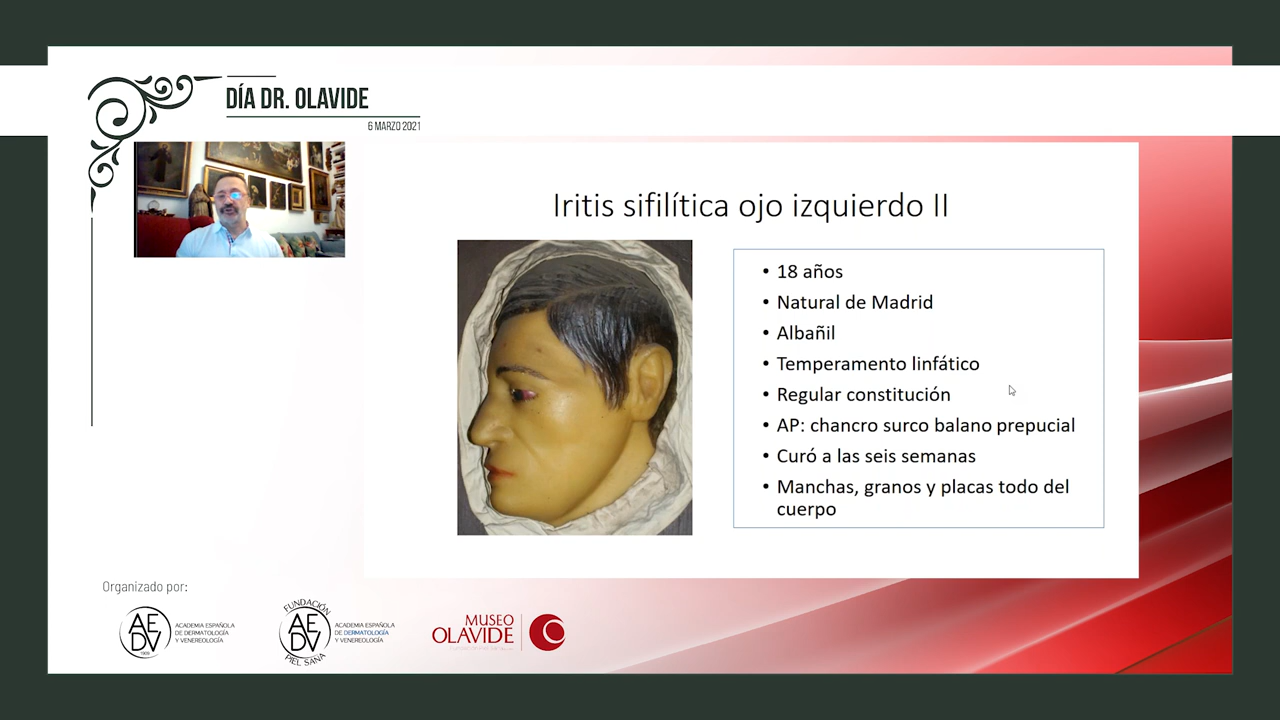 DÍA DR. OLAVIDE
6 MARZO 2021
Iritis sifilítica ojo izquierdo II
• 18 años
• Natural de Madrid
• Albañil
• Temperamento linfático
• Regular constitución
• AP: chancro surco balano prepucial
• Curó a las seis semanas
• Manchas, granos y placas todo del
cuerpo
Organizado por:
AEDV
1909
ACADEMIA ESPAÑOLA
DE DERMATOLOGÍA
Y VENEREOLOGÍA
FUNDACIÓN
AEDV
PIEL SANA
ACADEMIA ESPAÑOLA
DE DERMATOLOGÍA
Y VENEREOLOGÍA
MUSEO
OLAVIDE